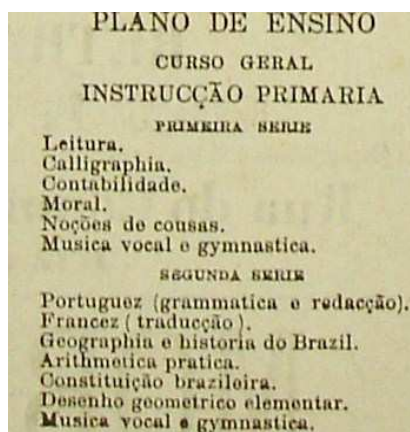 PLANO DE ENSINO
CURSO GERAL
INSTRUCÇÃO PRIMARIA
PRIMEIRA SERIE
Leitura.
Calligraphia.
Contabilidade.
Moral.
Noções de cousas.
Musica vocal e gymnastica.
SEGUNDA SERIE
Portuguez (grammatica e redacção).
Francez ( traducção ).
Geographia e historia do Brazil.
Arithmetica pratica.
Constituição brazileira.
Desenho geometrico elementar.
Musica vocal e gymnastica.